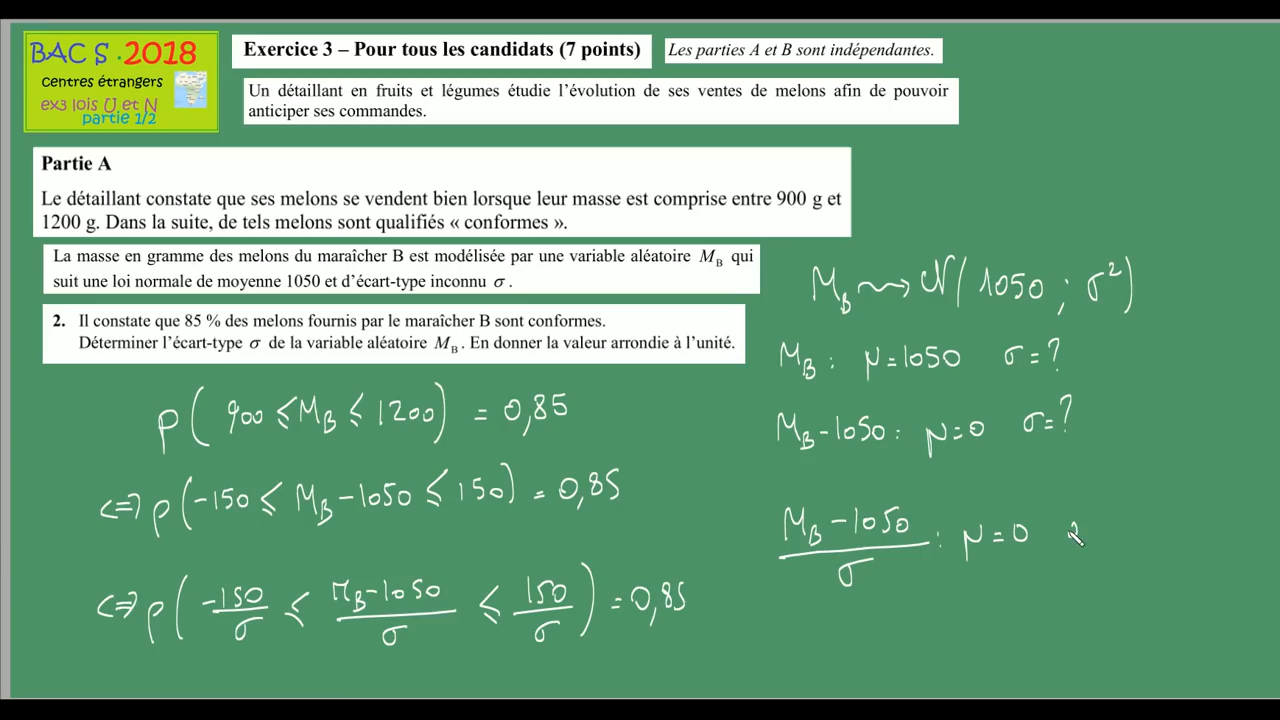 BAC S . 2018
centres étrangers
ex3 lois U et N
partie 1/2
Exercice 3 – Pour tous les candidats (7 points)
Les parties A et B sont indépendantes.
Un détaillant en fruits et légumes étudie l'évolution de ses ventes de melons afin de pouvoir
anticiper ses commandes.
Partie A
Le détaillant constate que ses melons se vendent bien lorsque leur masse est comprise entre 900 g et
1200 g. Dans la suite, de tels melons sont qualifiés « conformes ».
La masse en gramme des melons du maraîcher B est modélisée par une variable aléatoire M_B qui
suit une loi normale de moyenne 1050 et d'écart-type inconnu σ.
2. Il constate que 85 % des melons fournis par le maraîcher B sont conformes.
Déterminer l'écart-type σ de la variable aléatoire M_B. En donner la valeur arrondie à l'unité.
p(900 ≤ M_B ≤ 1200) = 0,85
<=> p(-150 ≤ M_B - 1050 ≤ 150) = 0,85
<=> p(-150/σ ≤ (M_B - 1050)/σ ≤ 150/σ) = 0,85
M_B ⟿ N(1050 ; σ²)
M_B : μ = 1050 σ = ?
M_B - 1050 : μ = 0 σ = ?
(M_B - 1050)/σ : μ = 0